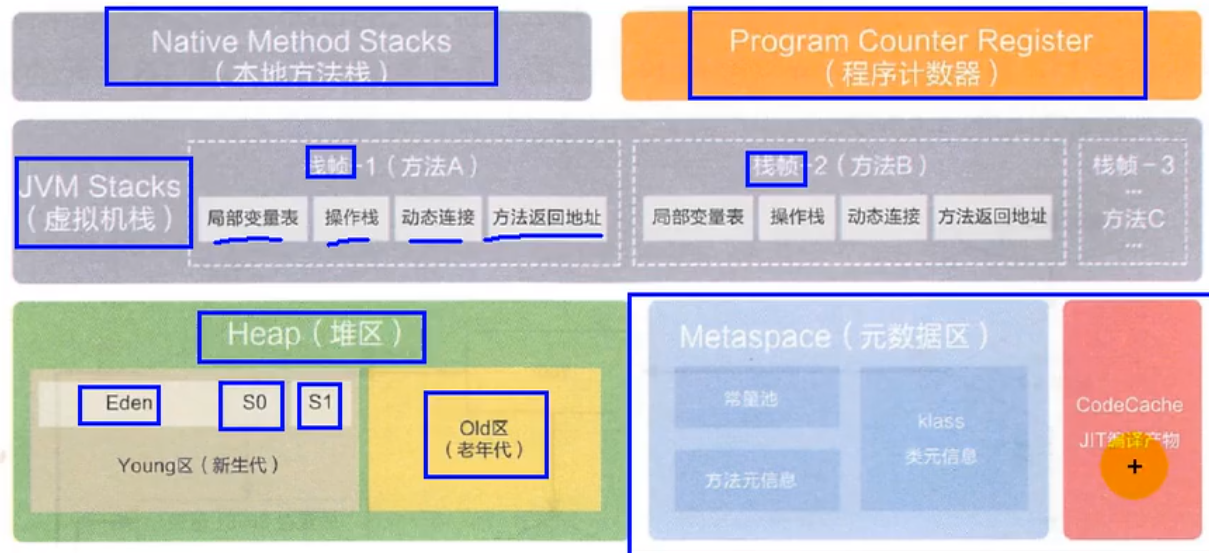 Native Method Stacks
（本地方法栈）
Program Counter Register
（程序计数器）
JVM Stacks
（虚拟机栈）
栈帧-1（方法A）
局部变量表
操作栈
动态连接
方法返回地址
栈帧-2（方法B）
局部变量表
操作栈
动态连接
方法返回地址
栈帧-3
...
方法C
...
Heap（堆区）
Eden
S0
S1
Young区（新生代）
Old区
（老年代）
Metaspace（元数据区）
常量池
方法元信息
klass
类元信息
CodeCache
JIT编译产物